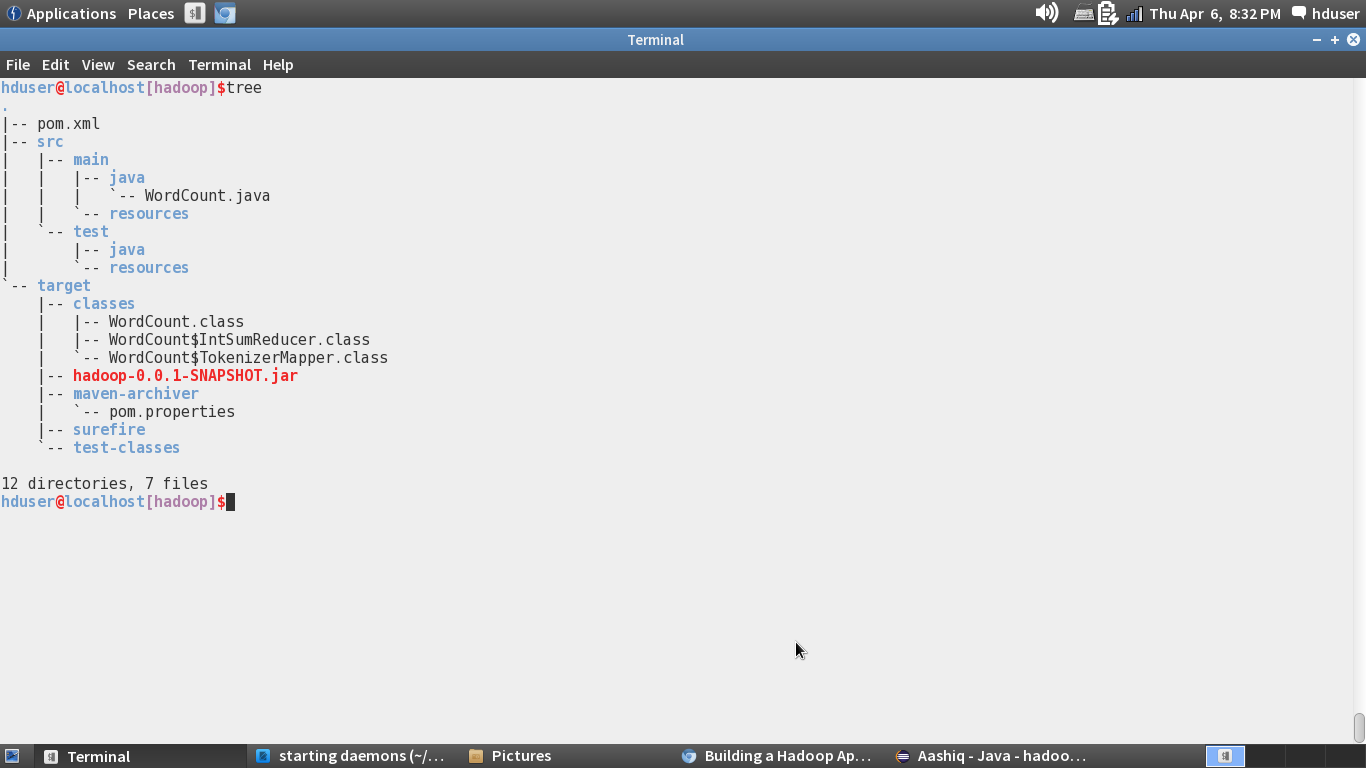 Applications Places Thu Apr 6, 8:32 PM hduser
Terminal
File Edit View Search Terminal Help
hduser@localhost[hadoop]$tree
.
|-- pom.xml
|-- src
|   |-- main
|   |   |-- java
|   |   |   `-- WordCount.java
|   |   `-- resources
|   `-- test
|       |-- java
|       `-- resources
`-- target
    |-- classes
    |   |-- WordCount.class
    |   |-- WordCount$IntSumReducer.class
    |   `-- WordCount$TokenizerMapper.class
    |-- hadoop-0.0.1-SNAPSHOT.jar
    |-- maven-archiver
    |   `-- pom.properties
    |-- surefire
    `-- test-classes
12 directories, 7 files
hduser@localhost[hadoop]$
Terminal starting daemons (~/… Pictures Building a Hadoop Ap… Aashiq - Java - hadoo…